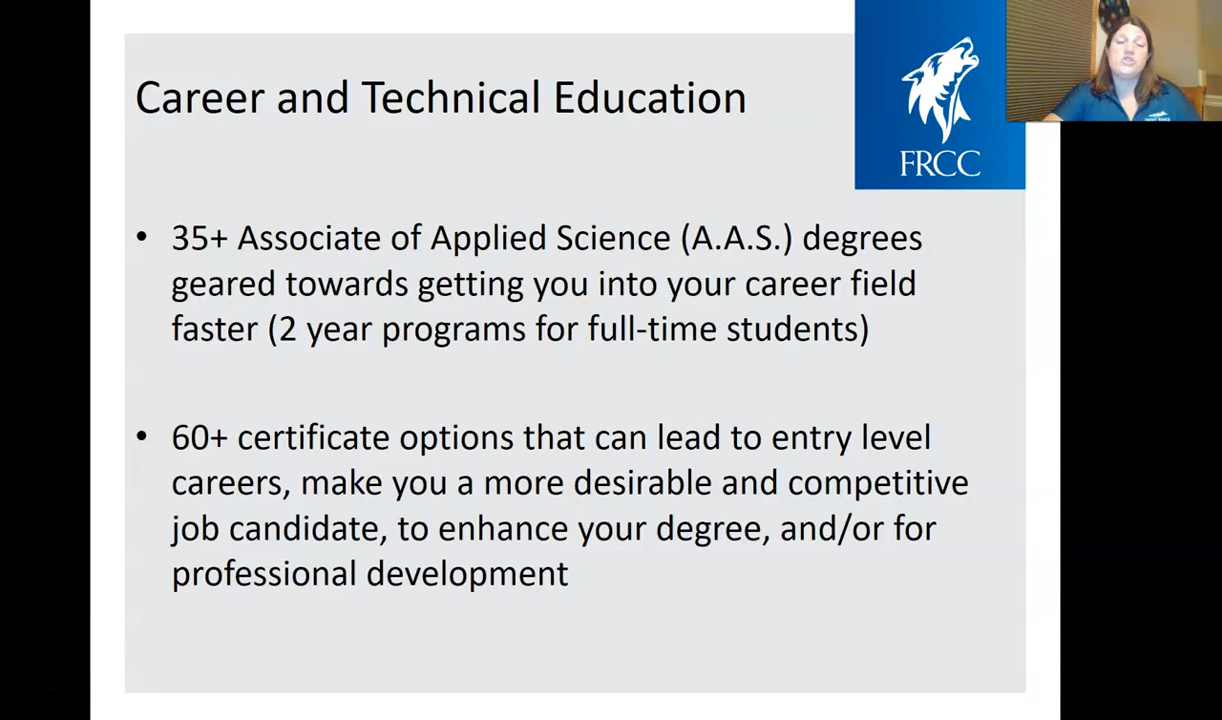 Career and Technical Education
FRCC
• 35+ Associate of Applied Science (A.A.S.) degrees
geared towards getting you into your career field
faster (2 year programs for full-time students)
• 60+ certificate options that can lead to entry level
careers, make you a more desirable and competitive
job candidate, to enhance your degree, and/or for
professional development